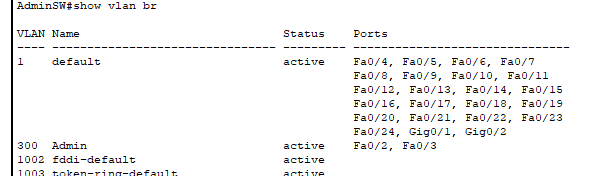 AdminSW#show vlan br
VLAN Name Status Ports
---- -------------------------------- --------- -------------------------------
1 default active Fa0/4, Fa0/5, Fa0/6, Fa0/7
Fa0/8, Fa0/9, Fa0/10, Fa0/11
Fa0/12, Fa0/13, Fa0/14, Fa0/15
Fa0/16, Fa0/17, Fa0/18, Fa0/19
Fa0/20, Fa0/21, Fa0/22, Fa0/23
Fa0/24, Gig0/1, Gig0/2
300 Admin active Fa0/2, Fa0/3
1002 fddi-default active
1003 token-ring-default active